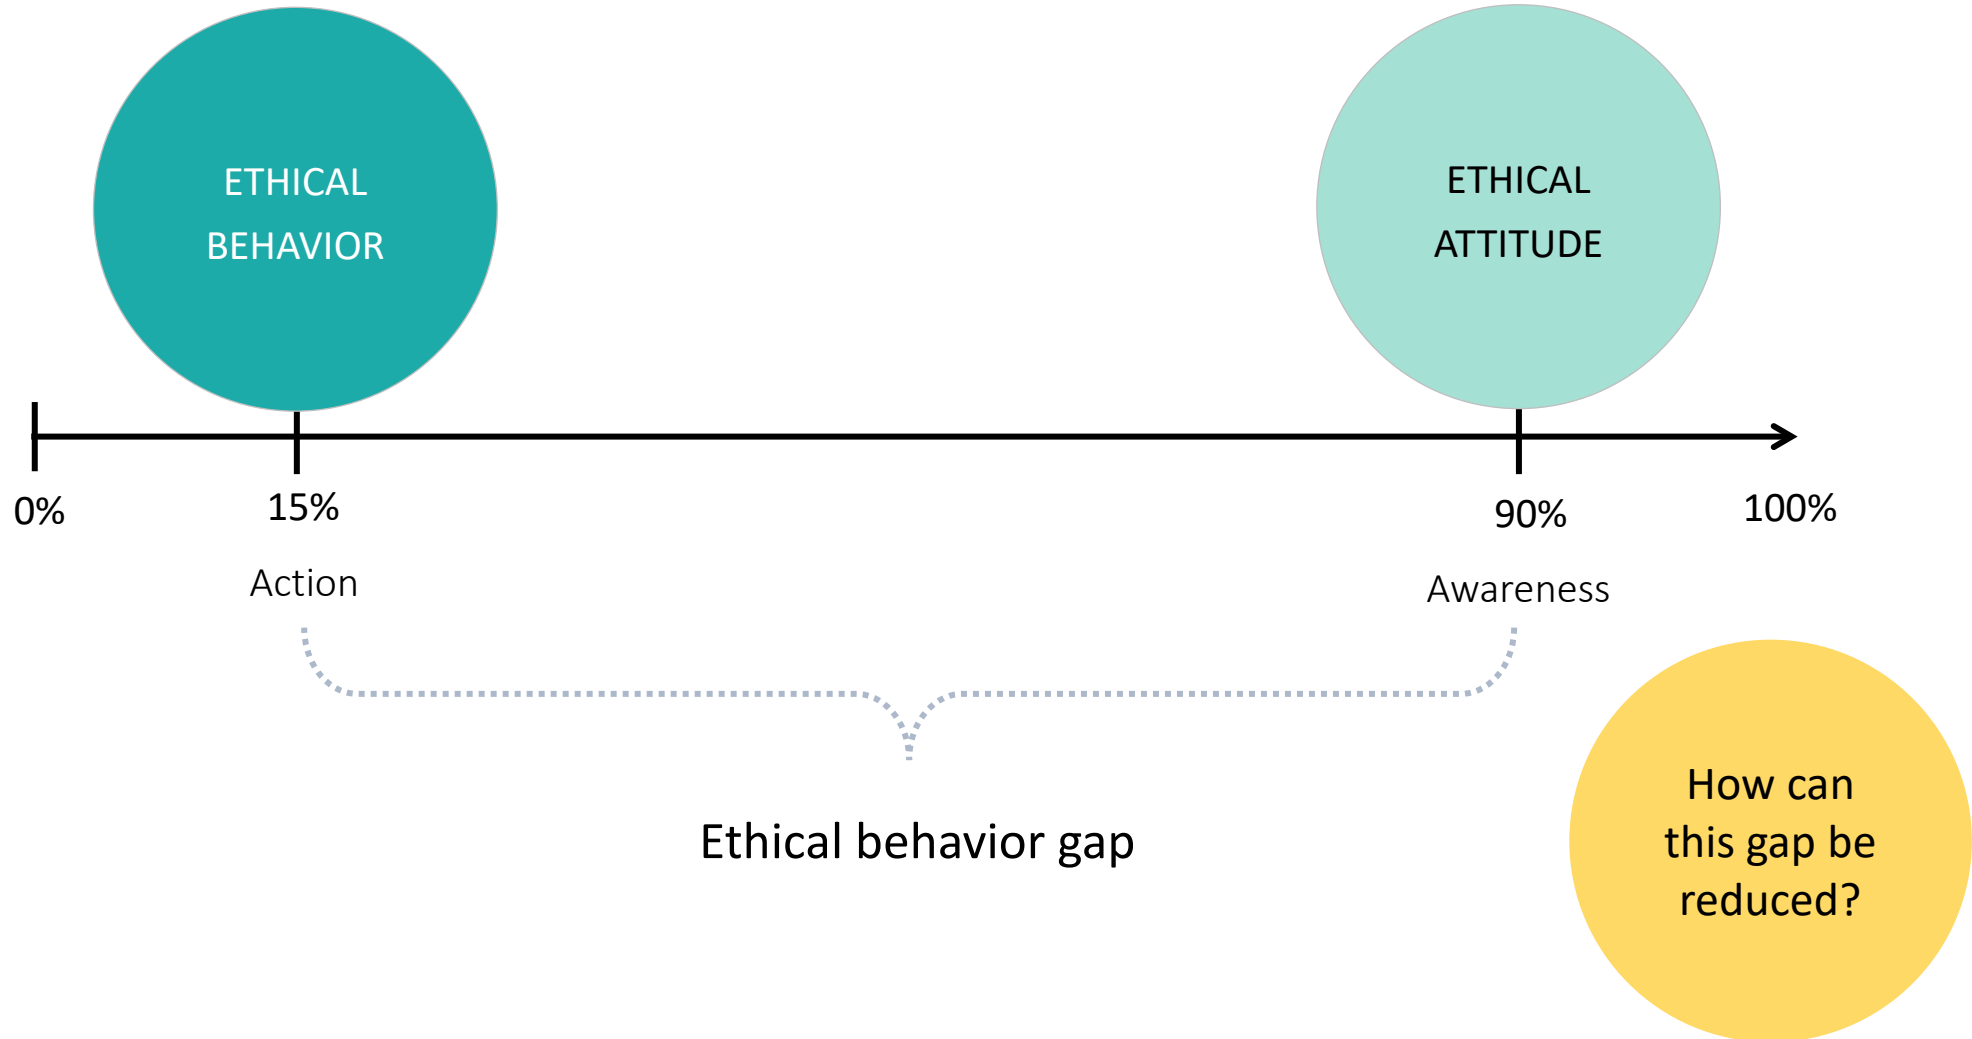 ETHICAL
BEHAVIOR
ETHICAL
ATTITUDE
0%
15%
90%
100%
Action
Awareness
Ethical behavior gap
How can
this gap be
reduced?